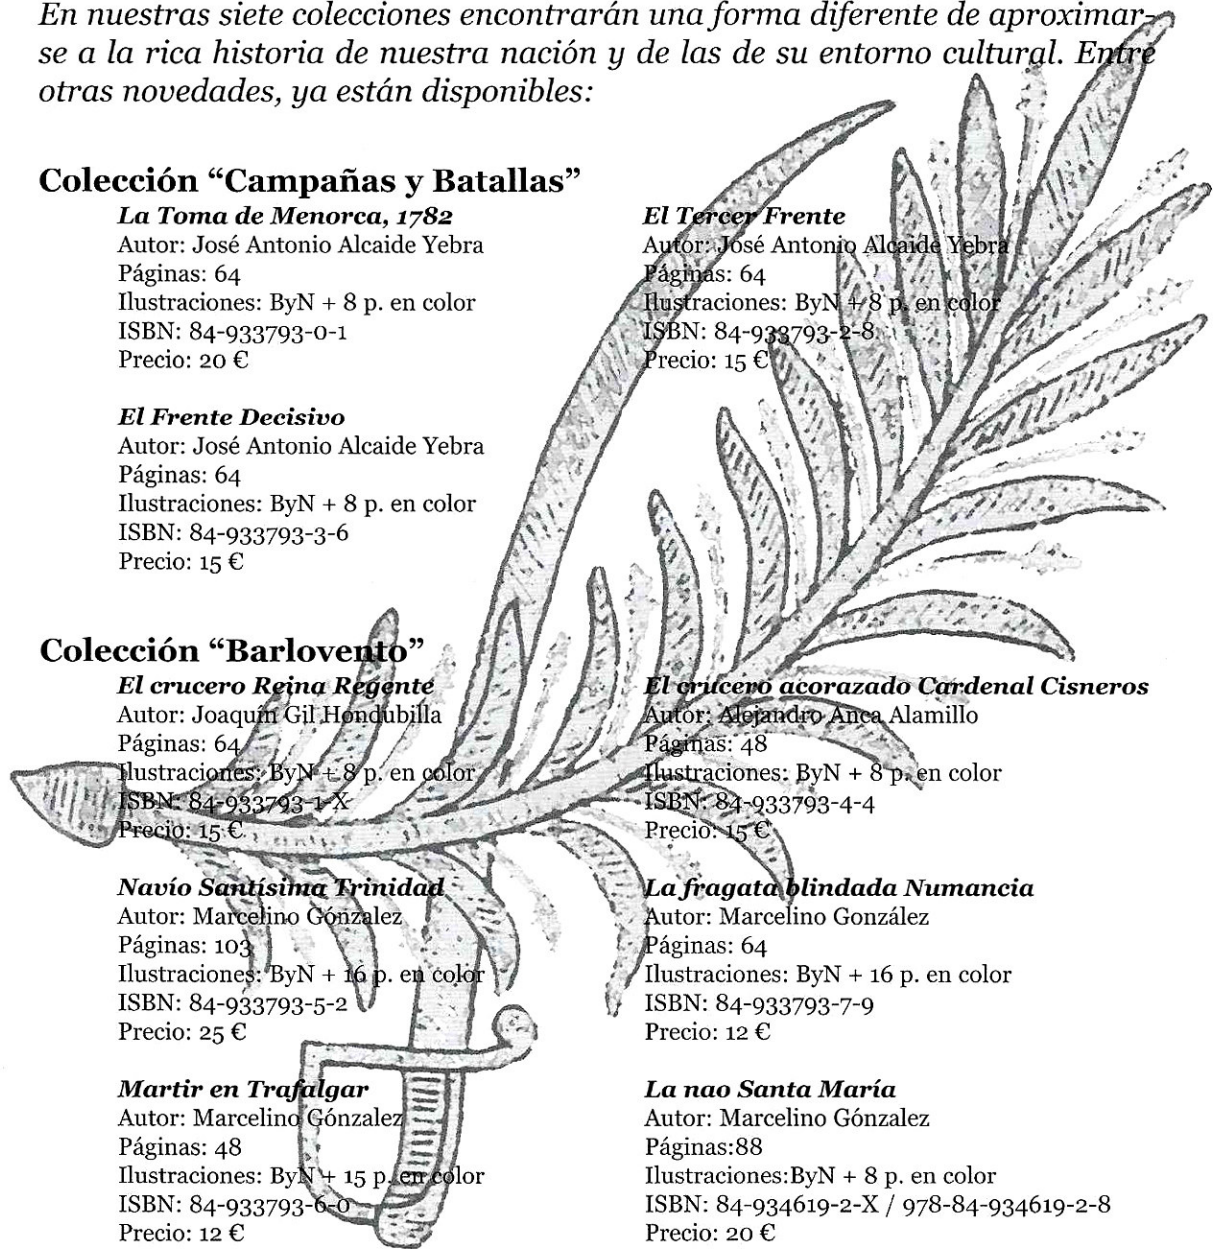 En nuestras siete colecciones encontrarán una forma diferente de aproximar-
se a la rica historia de nuestra nación y de las de su entorno cultural. Entre
otras novedades, ya están disponibles:
Colección “Campañas y Batallas”
La Toma de Menorca, 1782
Autor: José Antonio Alcaide Yebra
Páginas: 64
Ilustraciones: ByN + 8 p. en color
ISBN: 84-933793-0-1
Precio: 20 €
El Tercer Frente
Autor: José Antonio Alcaide Yebra
Páginas: 64
Ilustraciones: ByN + 8 p. en color
ISBN: 84-933793-2-8
Precio: 15 €
El Frente Decisivo
Autor: José Antonio Alcaide Yebra
Páginas: 64
Ilustraciones: ByN + 8 p. en color
ISBN: 84-933793-3-6
Precio: 15 €
Colección “Barlovento”
El crucero Reina Regente
Autor: Joaquín Gil Hondubilla
Páginas: 64
Ilustraciones: ByN + 8 p. en color
ISBN: 84-933793-1-X
Precio: 15 €
El crucero acorazado Cardenal Cisneros
Autor: Alejandro Anca Alamillo
Páginas: 48
Ilustraciones: ByN + 8 p. en color
ISBN: 84-933793-4-4
Precio: 15 €
Navío Santísima Trinidad
Autor: Marcelino Gónzalez
Páginas: 103
Ilustraciones: ByN + 16 p. en color
ISBN: 84-933793-5-2
Precio: 25 €
La fragata blindada Numancia
Autor: Marcelino González
Páginas: 64
Ilustraciones: ByN + 16 p. en color
ISBN: 84-933793-7-9
Precio: 12 €
Martir en Trafalgar
Autor: Marcelino Gónzalez
Páginas: 48
Ilustraciones: ByN + 15 p. en color
ISBN: 84-933793-6-0
Precio: 12 €
La nao Santa María
Autor: Marcelino Gónzalez
Páginas:88
Ilustraciones:ByN + 8 p. en color
ISBN: 84-934619-2-X / 978-84-934619-2-8
Precio: 20 €